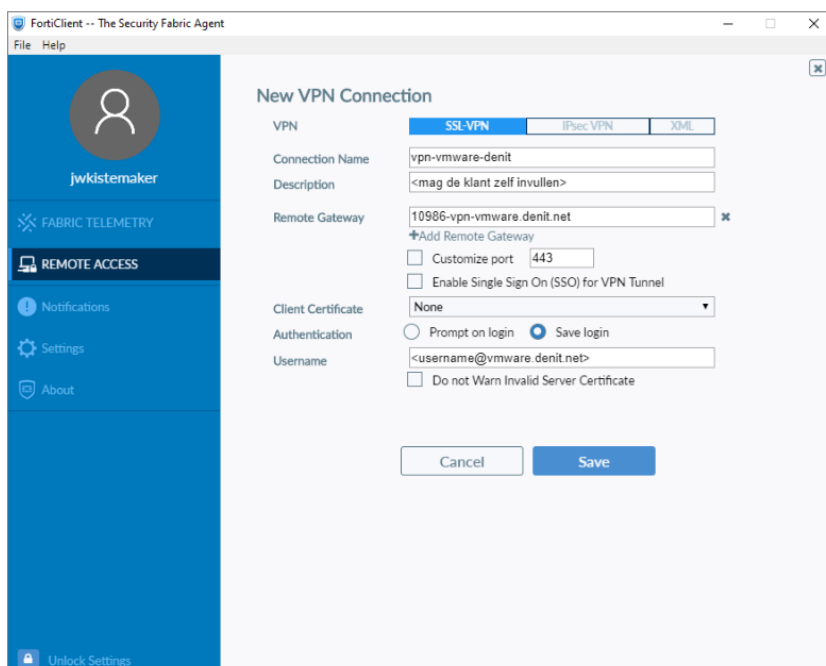 FortiClient -- The Security Fabric Agent
File Help
jwkistemaker
FABRIC TELEMETRY
REMOTE ACCESS
Notifications
Settings
About
Unlock Settings
New VPN Connection
VPN SSL-VPN IPsec VPN XML
Connection Name vpn-vmware-denit
Description <mag de klant zelf invullen>
Remote Gateway 10986-vpn-vmware.denit.net
+Add Remote Gateway
Customize port 443
Enable Single Sign On (SSO) for VPN Tunnel
Client Certificate None
Authentication Prompt on login Save login
Username <username@vmware.denit.net>
Do not Warn Invalid Server Certificate
Cancel Save